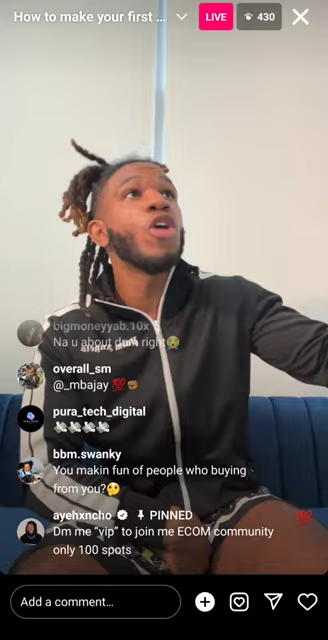 How to make your first ...
LIVE
430
bigmoneyyab.10x
Na u about dum right😭
overall_sm
@_mbajay 💯✊🏾
pura_tech_digital
💸💸💸💸
bbm.swanky
You makin fun of people who buying
from you?🤔
ayehxncho PINNED
💯
Dm me “vip” to join me ECOM community
only 100 spots
Add a comment...